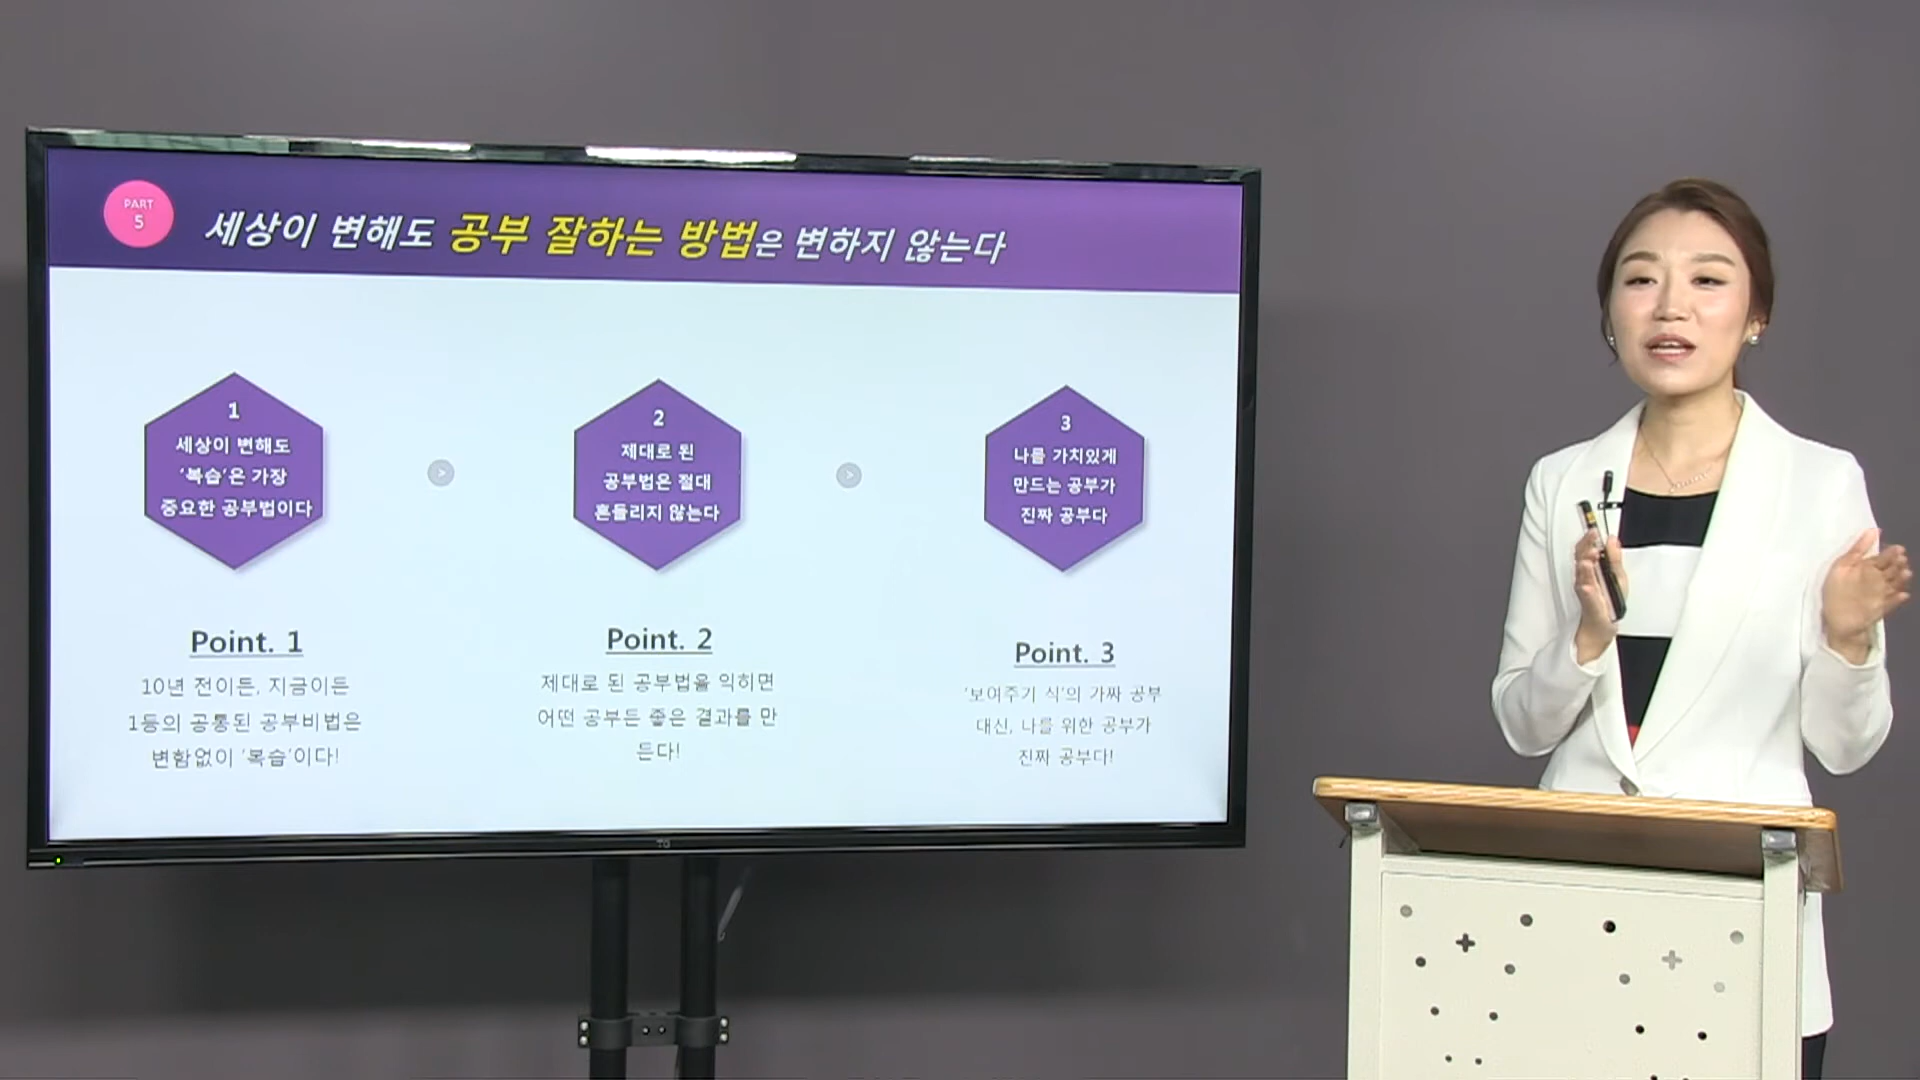 PART
5
세상이 변해도 공부 잘하는 방법은 변하지 않는다
1
세상이 변해도
‘복습’은 가장
중요한 공부법이다
>
2
제대로 된
공부법은 절대
흔들리지 않는다
>
3
나를 가치있게
만드는 공부가
진짜 공부다
Point. 1
10년 전이든, 지금이든
1등의 공통된 공부비법은
변함없이 ‘복습’이다!
Point. 2
제대로 된 공부법을 익히면
어떤 공부든 좋은 결과를 만
든다!
Point. 3
‘보여주기 식’의 가짜 공부
대신, 나를 위한 공부가
진짜 공부다!
TG